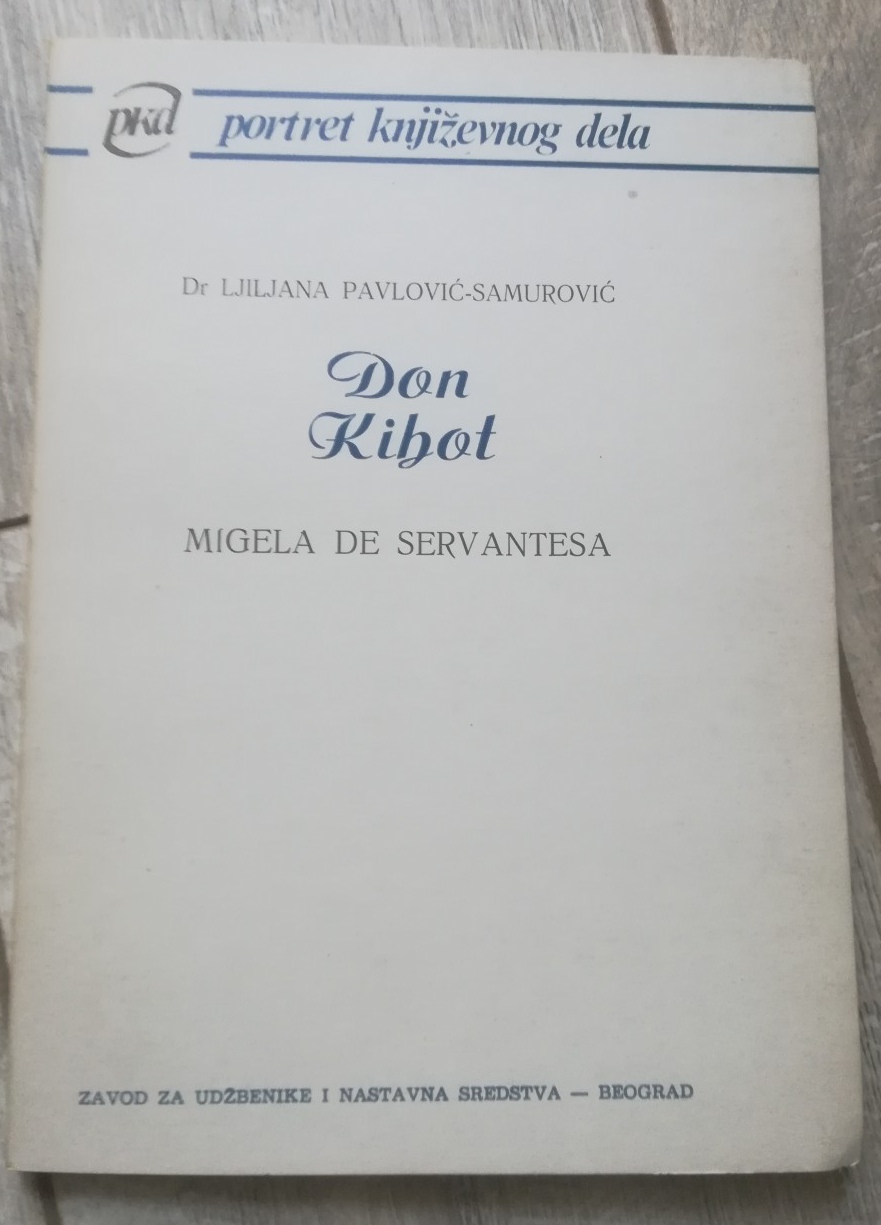 pkd portret književnog dela
Dr LJILJANA PAVLOVIĆ-SAMUROVIĆ
Don
Kihot
MIGELA DE SERVANTESA
ZAVOD ZA UDŽBENIKE I NASTAVNA SREDSTVA — BEOGRAD